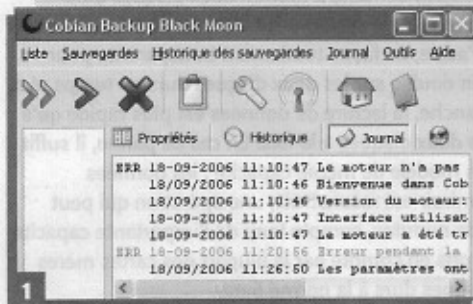 Cobian Backup Black Moon
Liste Sauvegardes Historique des sauvegardes Journal Outils Aide
Propriétés Historique Journal
ERR 18-09-2006 11:10:47 Le moteur n'a pas
18/09/2006 11:10:46 Bienvenue dans Cob
18/09/2006 11:10:46 Version du moteur:
18-09-2006 11:10:47 Interface utilisat
18-09-2006 11:10:47 Le moteur a été tr
ERR 18-09-2006 11:20:56 Erreur pendant la
18/09/2006 11:26:50 Les paramètres ont
1